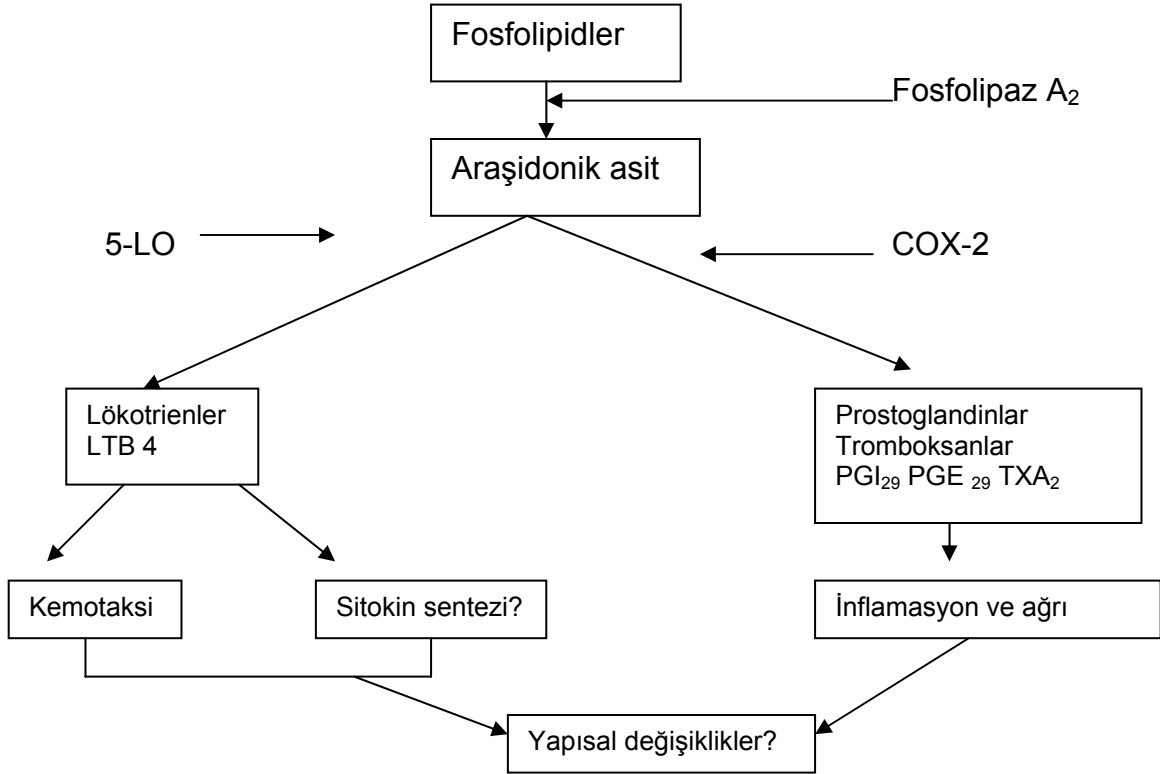 Fosfolipidler
Fosfolipaz A₂
Araşidonik asit
5-LO
COX-2
Lökotrienler
LTB 4
Prostoglandinlar
Tromboksanlar
PGI₂₉ PGE ₂₉ TXA₂
Kemotaksi
Sitokin sentezi?
İnflamasyon ve ağrı
Yapısal değişiklikler?